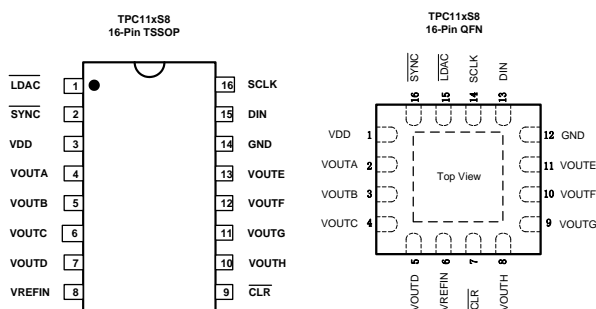 TPC11xS8
16-Pin TSSOP
LDAC 1 16 SCLK
SYNC 2 15 DIN
VDD 3 14 GND
VOUTA 4 13 VOUTE
VOUTB 5 12 VOUTF
VOUTC 6 11 VOUTG
VOUTD 7 10 VOUTH
VREFIN 8 9 CLR
TPC11xS8
16-Pin QFN
SYNC LDAC SCLK DIN
16 15 14 13
VDD 1 12 GND
VOUTA 2 11 VOUTE
Top View
VOUTB 3 10 VOUTF
VOUTC 4 9 VOUTG
5 6 7 8
VOUTD VREFIN CLR VOUTH